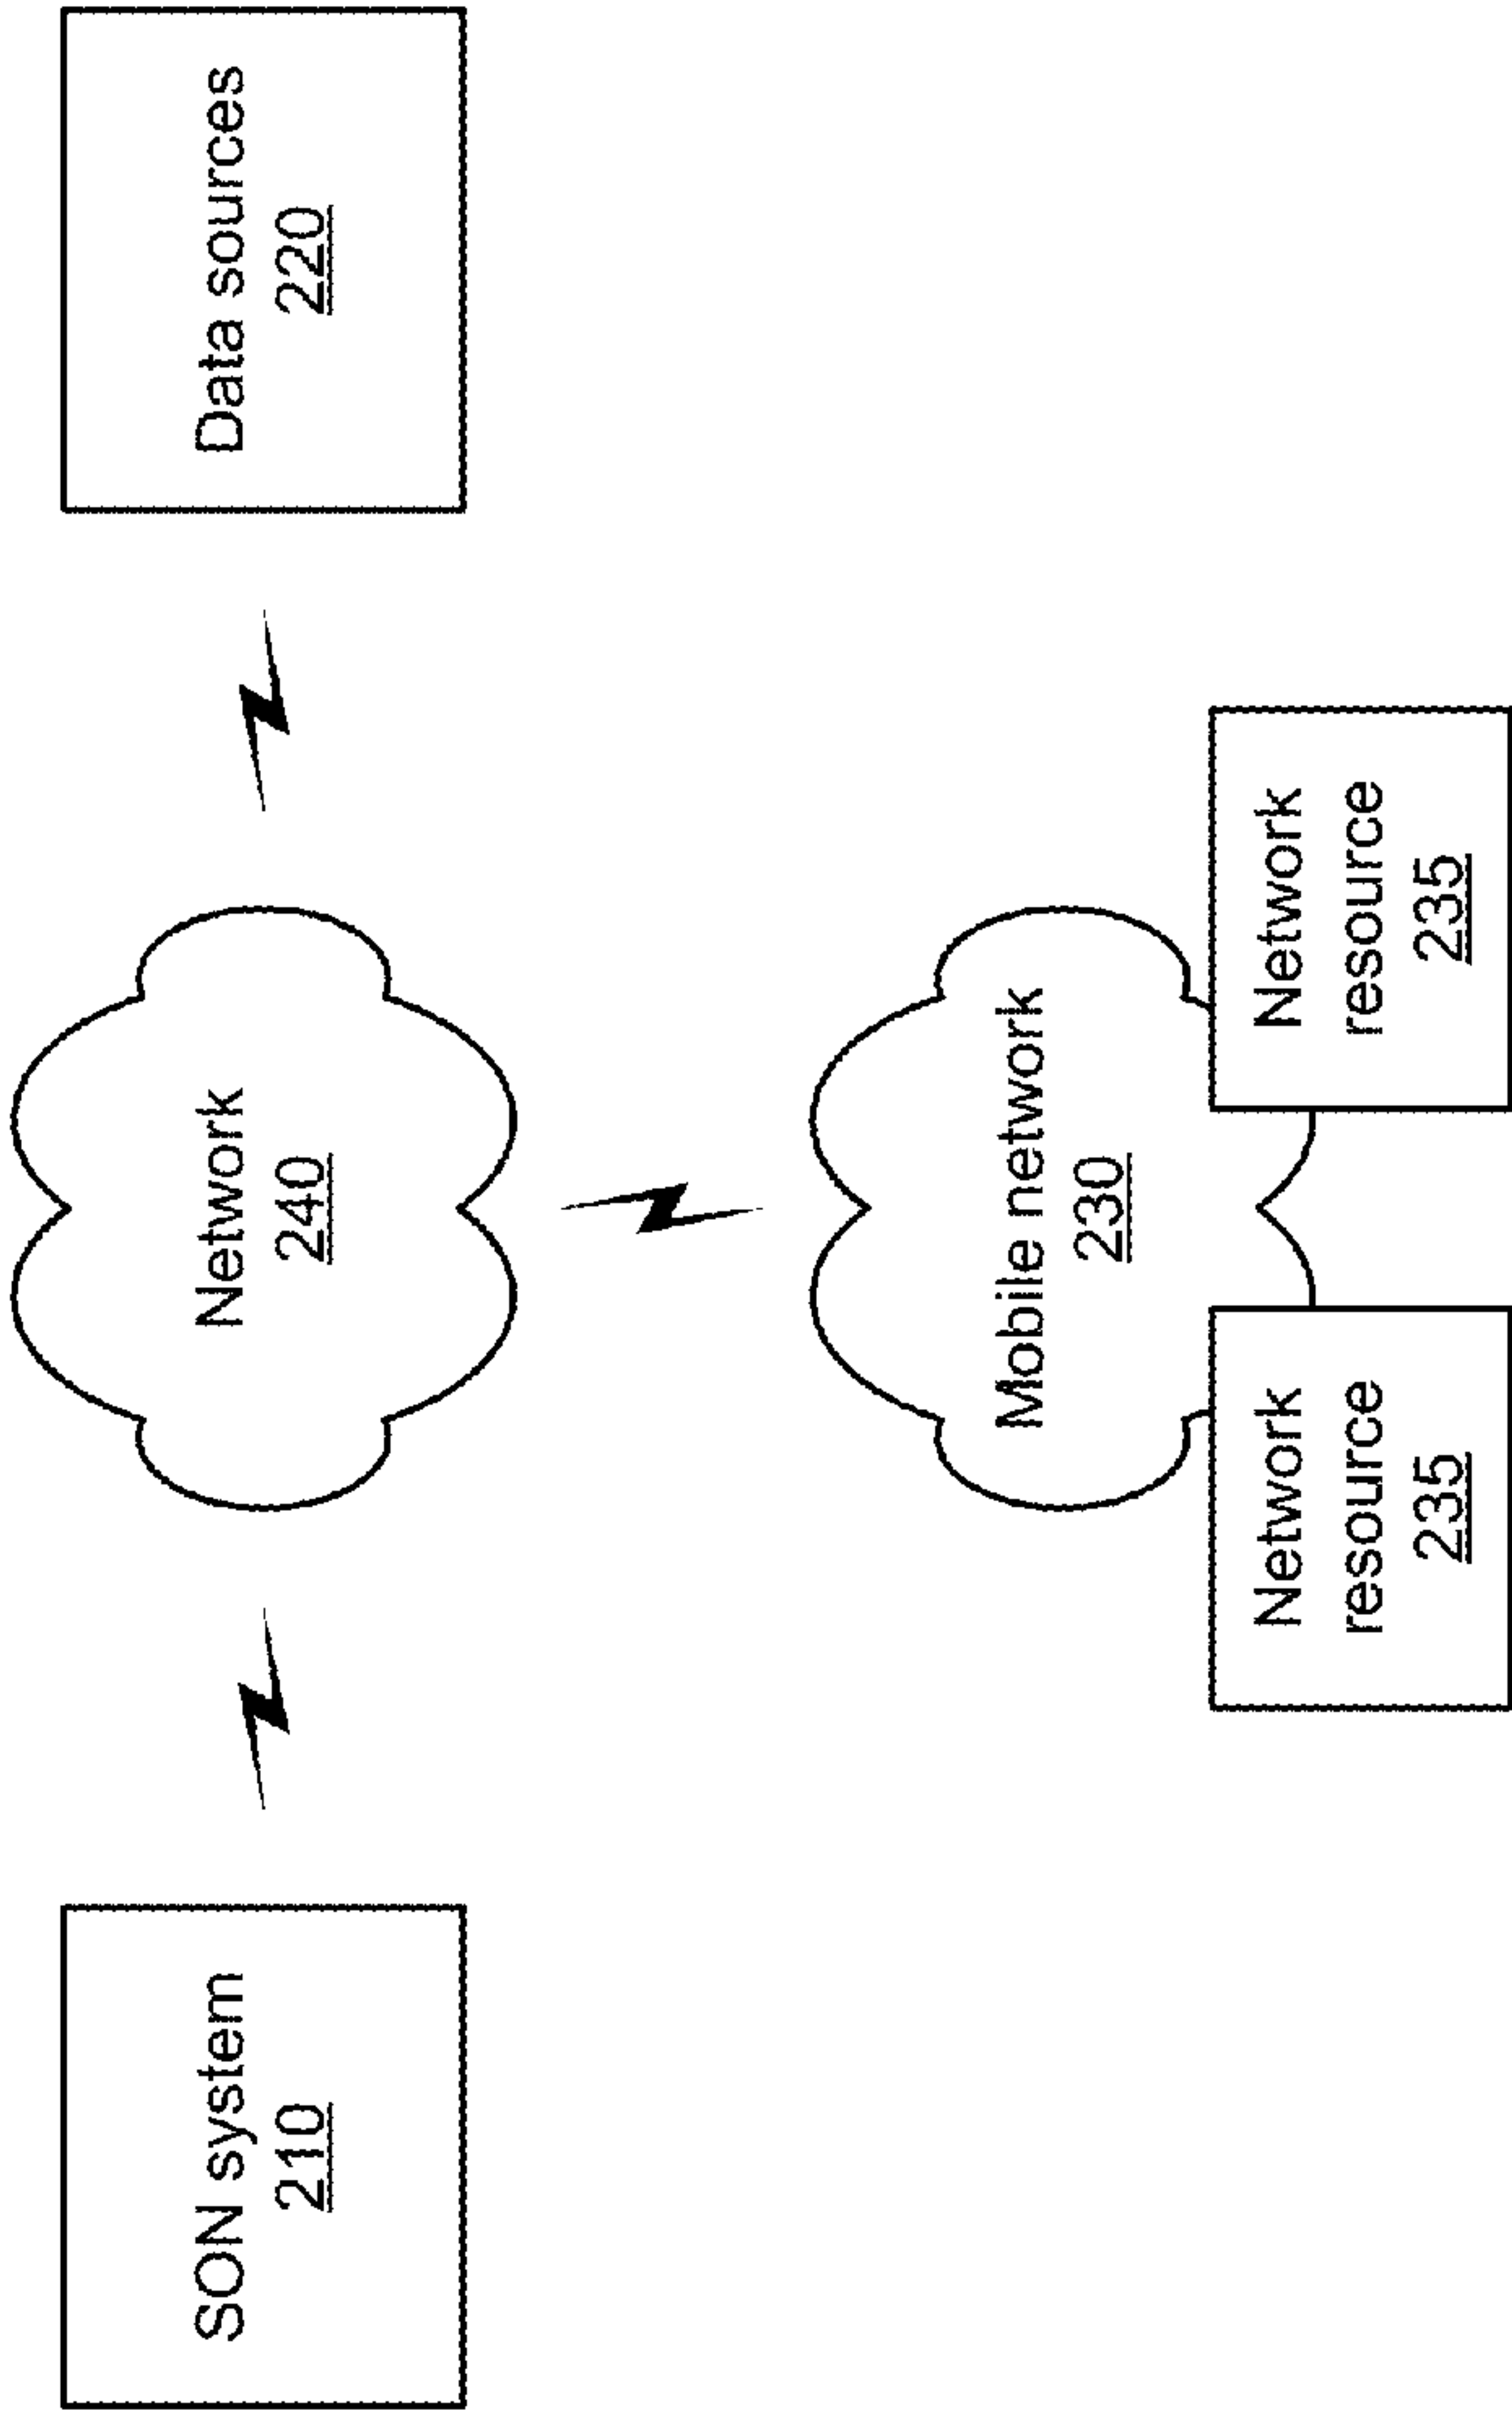 SON system
210
Network
240
Data sources
220
Mobile network
230
Network
resource
235
Network
resource
235